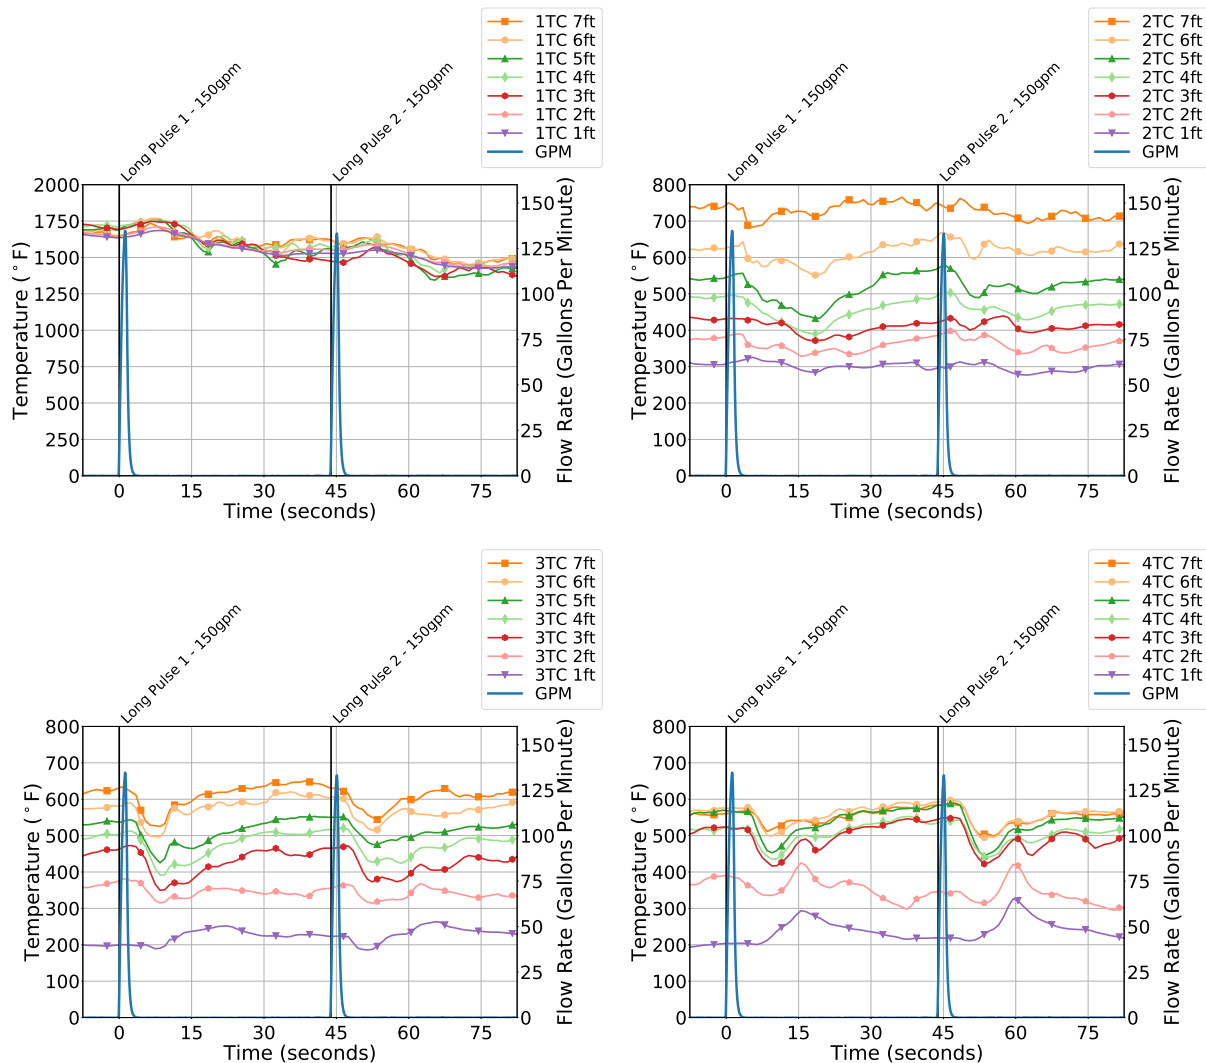 1TC 7ft
1TC 6ft
1TC 5ft
1TC 4ft
1TC 3ft
1TC 2ft
1TC 1ft
GPM
Long Pulse 1 - 150gpm
Long Pulse 2 - 150gpm
Temperature (°F)
2000
1750
1500
1250
1000
750
500
250
0
150
125
100
75
50
25
0
Flow Rate (Gallons Per Minute)
0 15 30 45 60 75
Time (seconds)
2TC 7ft
2TC 6ft
2TC 5ft
2TC 4ft
2TC 3ft
2TC 2ft
2TC 1ft
GPM
Long Pulse 1 - 150gpm
Long Pulse 2 - 150gpm
Temperature (°F)
800
700
600
500
400
300
200
100
0
150
125
100
75
50
25
0
Flow Rate (Gallons Per Minute)
0 15 30 45 60 75
Time (seconds)
3TC 7ft
3TC 6ft
3TC 5ft
3TC 4ft
3TC 3ft
3TC 2ft
3TC 1ft
GPM
Long Pulse 1 - 150gpm
Long Pulse 2 - 150gpm
Temperature (°F)
800
700
600
500
400
300
200
100
0
150
125
100
75
50
25
0
Flow Rate (Gallons Per Minute)
0 15 30 45 60 75
Time (seconds)
4TC 7ft
4TC 6ft
4TC 5ft
4TC 4ft
4TC 3ft
4TC 2ft
4TC 1ft
GPM
Long Pulse 1 - 150gpm
Long Pulse 2 - 150gpm
Temperature (°F)
800
700
600
500
400
300
200
100
0
150
125
100
75
50
25
0
Flow Rate (Gallons Per Minute)
0 15 30 45 60 75
Time (seconds)